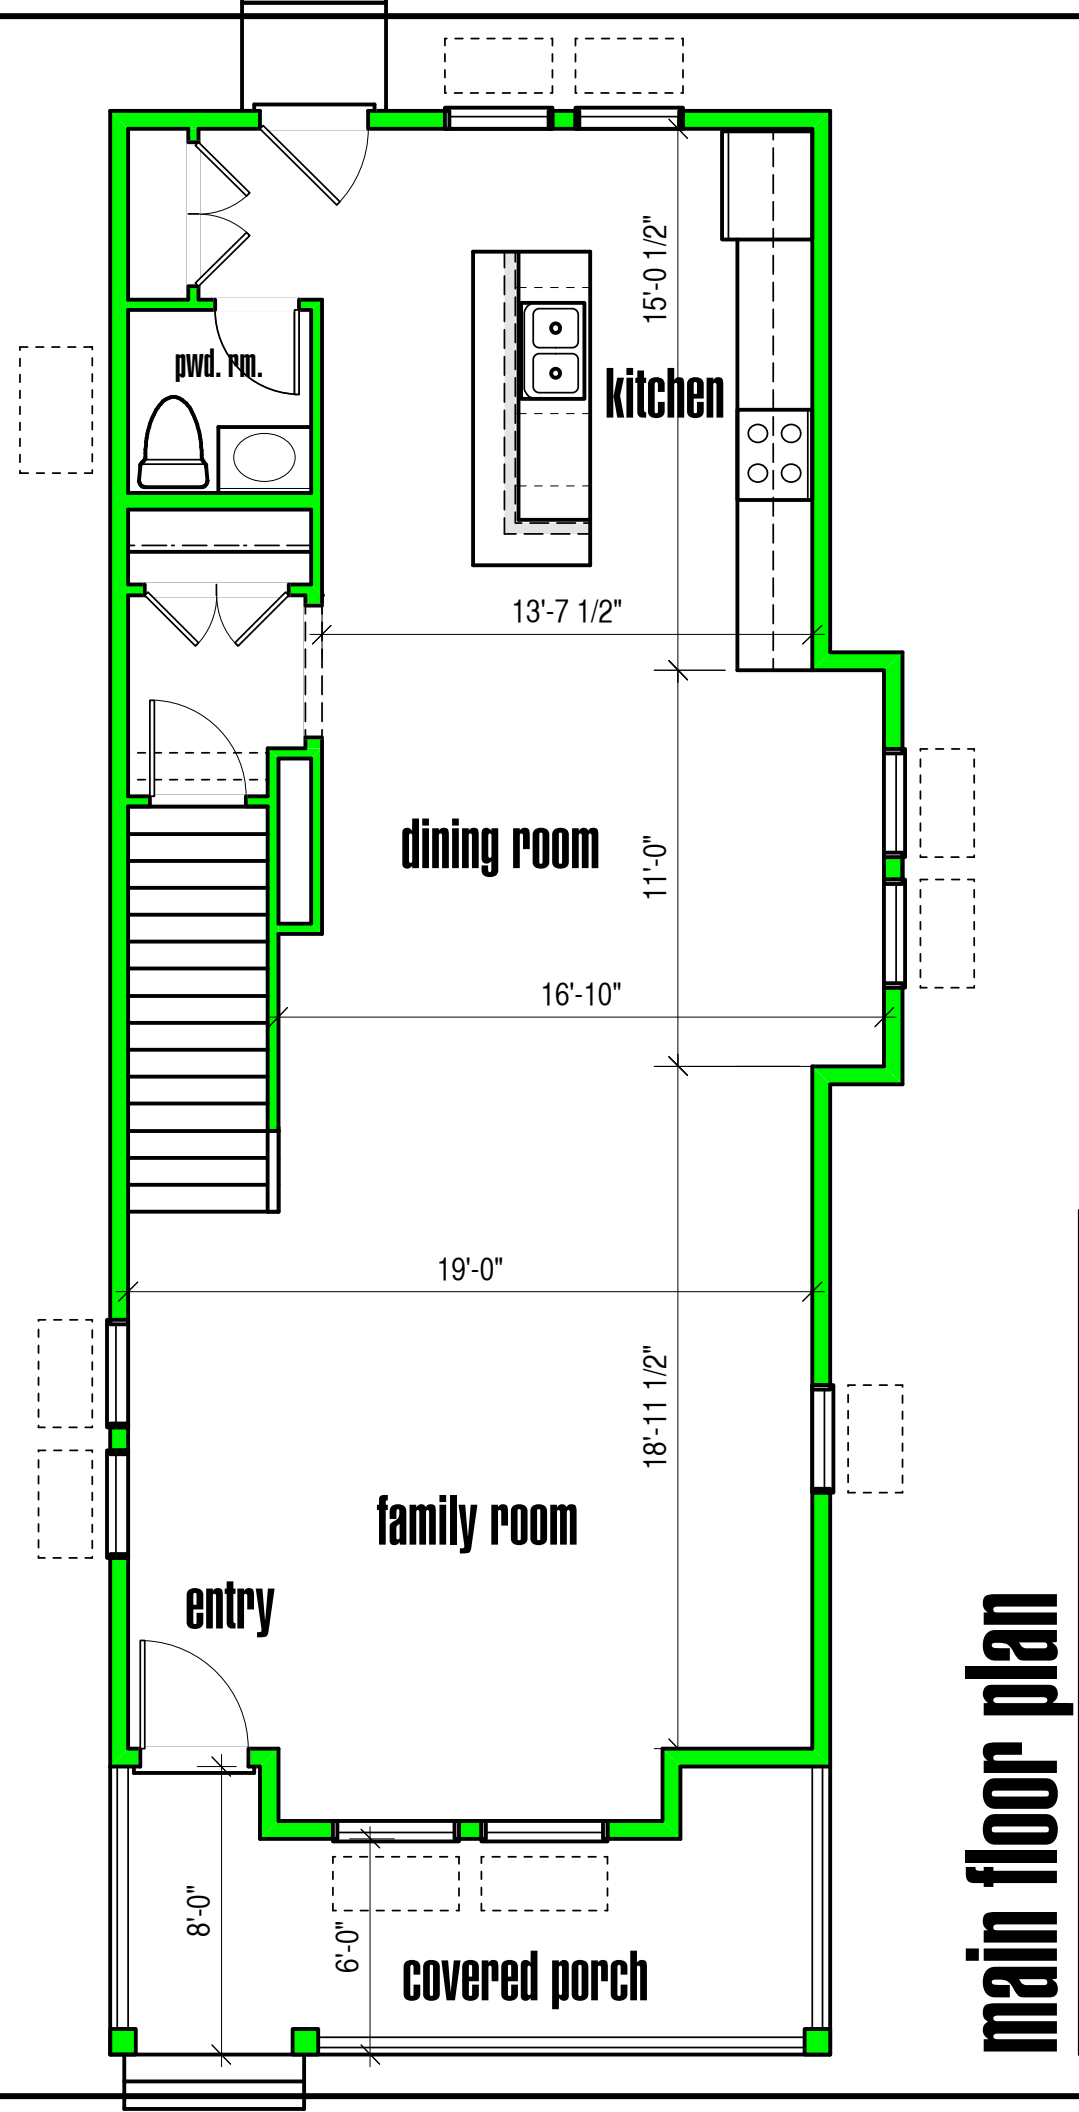 15'-0 1/2"
pwd. rm.
kitchen
13'-7 1/2"
dining room
11'-0"
16'-10"
19'-0"
18'-11 1/2"
family room
entry
main floor plan
8'-0"
6'-0"
covered porch